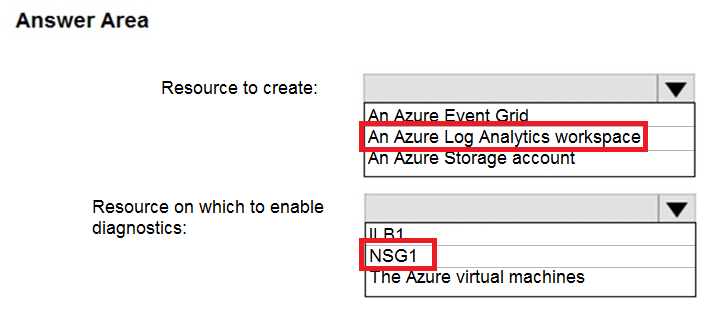 Answer Area
Resource to create:
An Azure Event Grid
An Azure Log Analytics workspace
An Azure Storage account
Resource on which to enable
diagnostics:
ILB1
NSG1
The Azure virtual machines